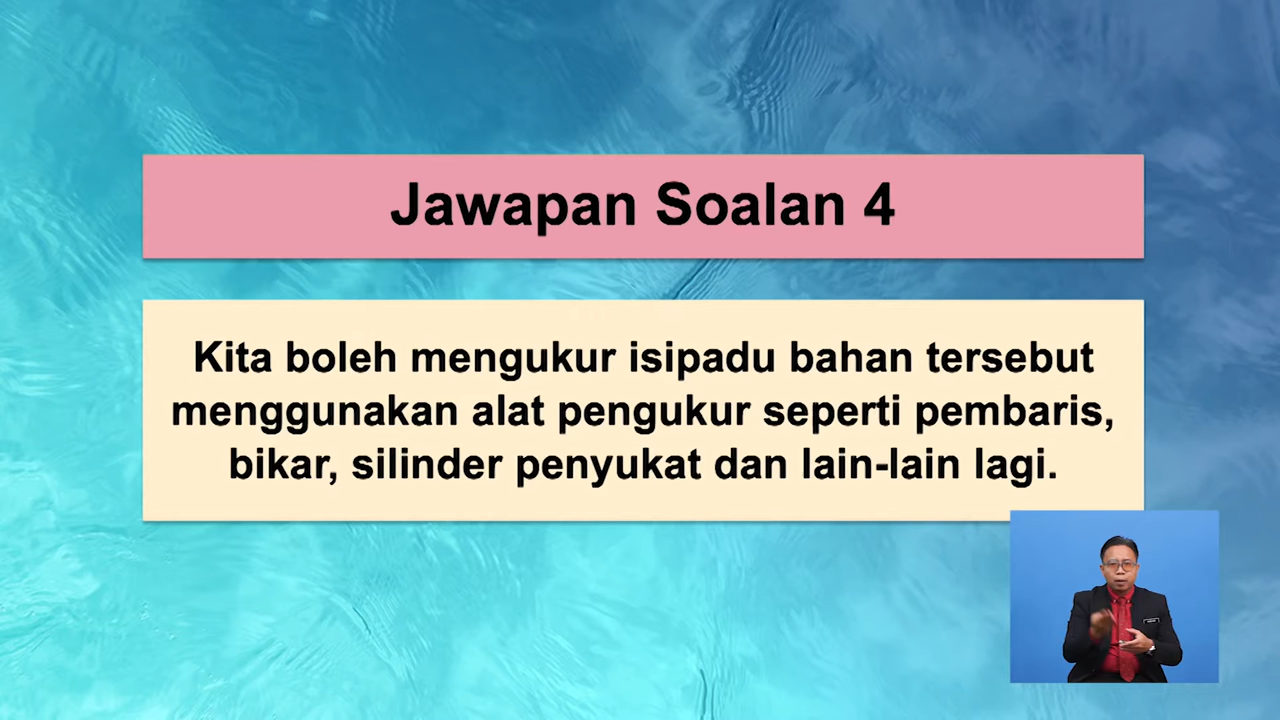 Jawapan Soalan 4
Kita boleh mengukur isipadu bahan tersebut
menggunakan alat pengukur seperti pembaris,
bikar, silinder penyukat dan lain-lain lagi.